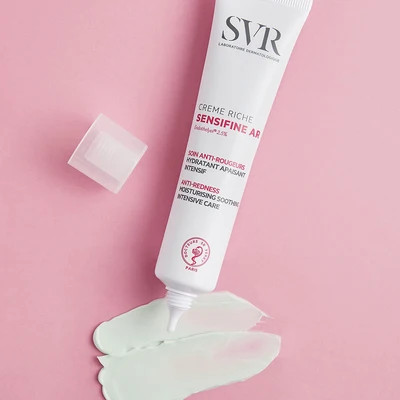 SVR
LABORATOIRE DERMATOLOGIQUE
CREME RICHE
SENSIFINE AR
SOIN ANTI-ROUGEURS
HYDRATANT APAISANT
INTENSIF
ANTI-REDNESS
MOISTURISING SOOTHING
INTENSIVE CARE
PARIS